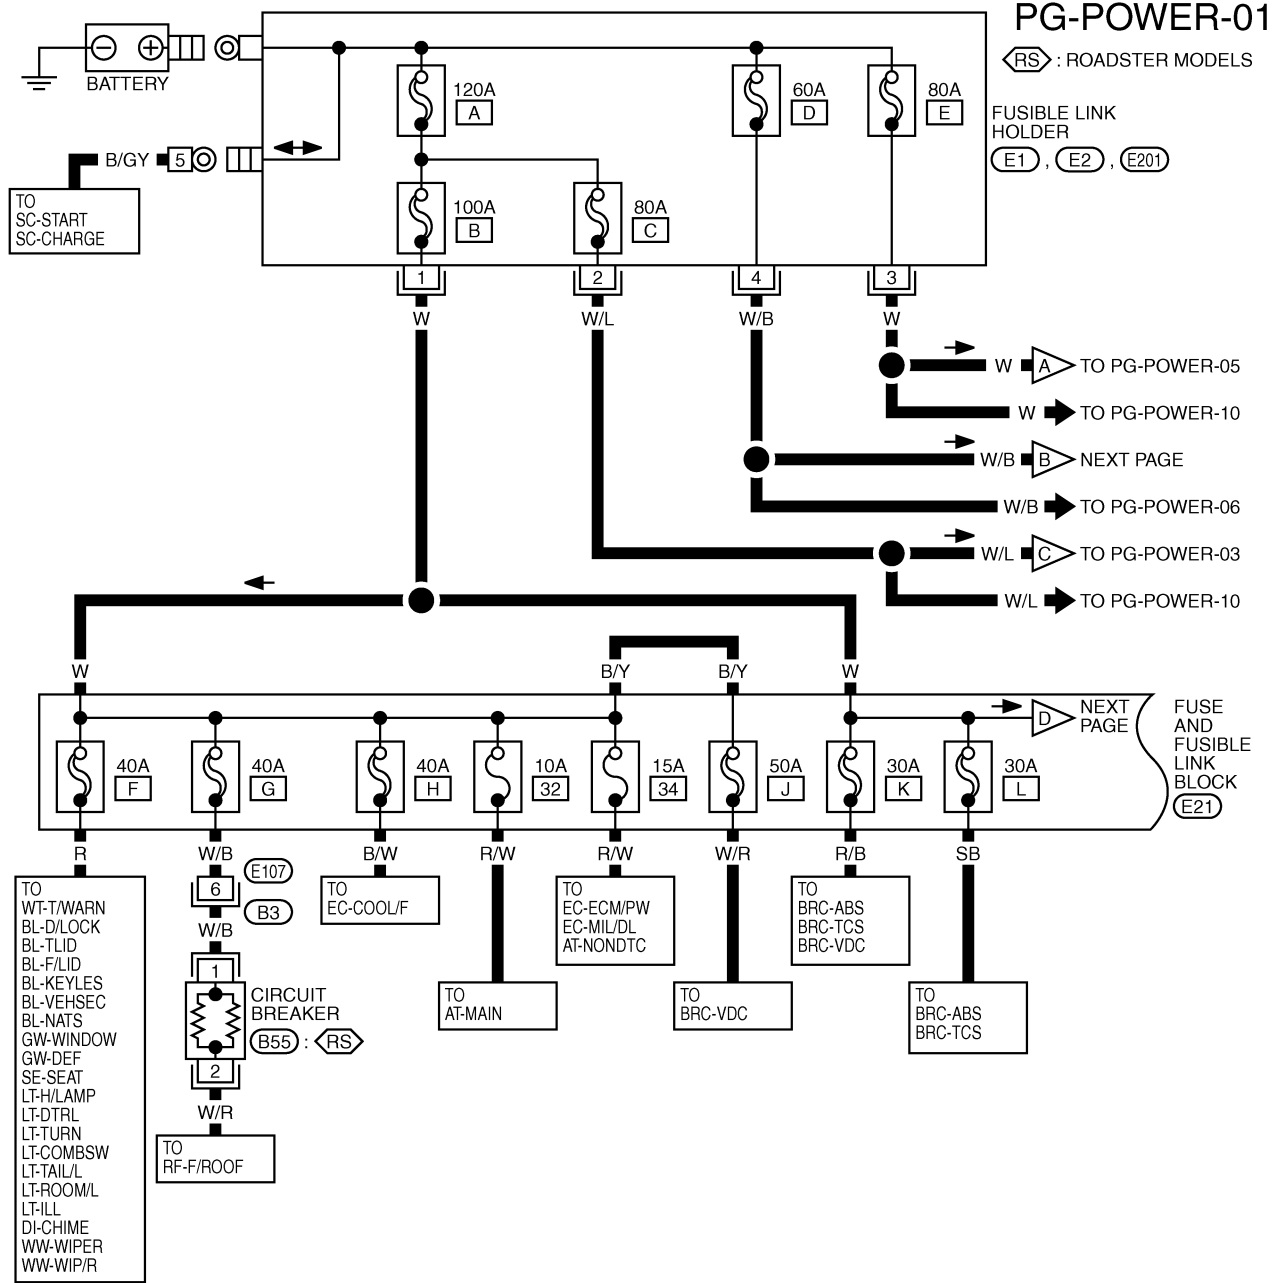 PG-POWER-01
RS : ROADSTER MODELS
BATTERY
120A
A
60A
D
80A
E
FUSIBLE LINK
HOLDER
E1 , E2 , E201
B/GY
5
TO
SC-START
SC-CHARGE
100A
B
80A
C
1
2
4
3
W
W/L
W/B
W
W
A
TO PG-POWER-05
W
TO PG-POWER-10
W/B
B
NEXT PAGE
W/B
TO PG-POWER-06
W/L
C
TO PG-POWER-03
W/L
TO PG-POWER-10
W
B/Y
B/Y
W
D
NEXT
PAGE
FUSE
AND
FUSIBLE
LINK
BLOCK
E21
40A
F
40A
G
40A
H
10A
32
15A
34
50A
J
30A
K
30A
L
R
W/B
B/W
R/W
R/W
W/R
R/B
SB
E107
6
B3
W/B
1
CIRCUIT
BREAKER
B55 : RS
2
W/R
TO
RF-F/ROOF
TO
WT-T/WARN
BL-D/LOCK
BL-TLID
BL-F/LID
BL-KEYLES
BL-VEHSEC
BL-NATS
GW-WINDOW
GW-DEF
SE-SEAT
LT-H/LAMP
LT-DTRL
LT-TURN
LT-COMBSW
LT-TAIL/L
LT-ROOM/L
LT-ILL
DI-CHIME
WW-WIPER
WW-WIP/R
TO
EC-COOL/F
TO
AT-MAIN
TO
EC-ECM/PW
EC-MIL/DL
AT-NONDTC
TO
BRC-VDC
TO
BRC-ABS
BRC-TCS
BRC-VDC
TO
BRC-ABS
BRC-TCS